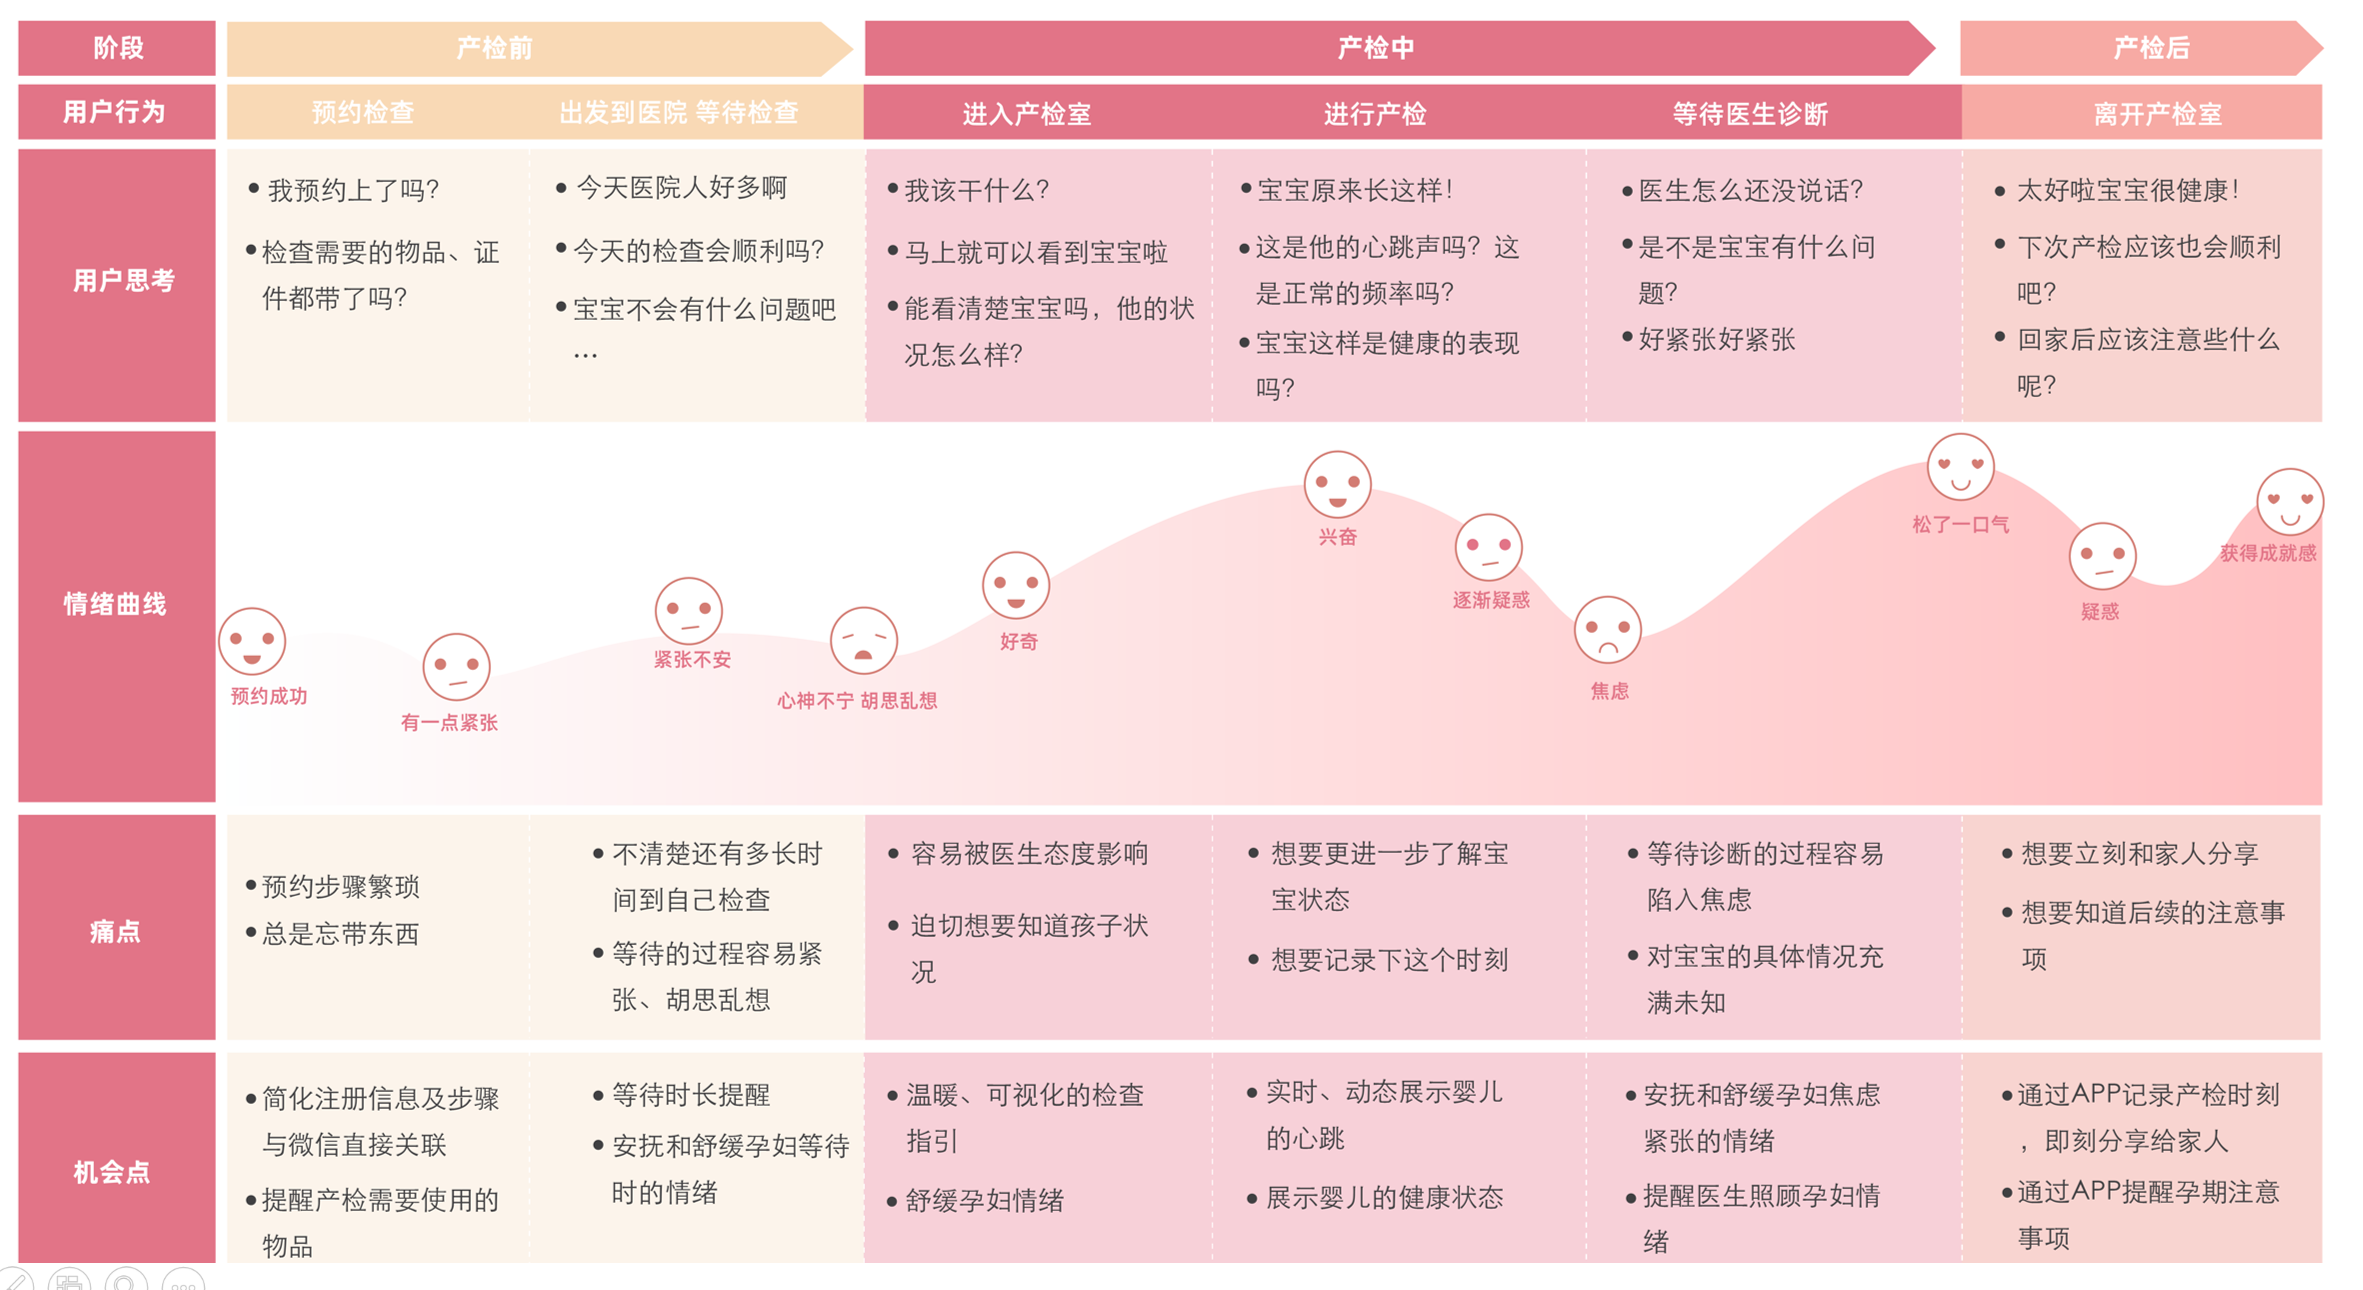 阶段
产检前
产检中
产检后
用户行为
预约检查
出发到医院 等待检查
进入产检室
进行产检
等待医生诊断
离开产检室
用户思考
● 我预约上了吗？
● 检查需要的物品、证
件都带了吗？
● 今天医院人好多啊
● 今天的检查会顺利吗？
● 宝宝不会有什么问题吧
…
● 我该干什么？
● 马上就可以看到宝宝啦
● 能看清楚宝宝吗，他的状
况怎么样？
● 宝宝原来长这样！
● 这是他的心跳声吗？这
是正常的频率吗？
● 宝宝这样是健康的表现
吗？
● 医生怎么还没说话？
● 是不是宝宝有什么问
题？
● 好紧张好紧张
● 太好啦宝宝很健康！
● 下次产检应该也会顺利
吧？
● 回家后应该注意些什么
呢？
情绪曲线
预约成功
有一点紧张
紧张不安
心神不宁 胡思乱想
好奇
兴奋
逐渐疑惑
焦虑
松了一口气
疑惑
获得成就感
痛点
● 预约步骤繁琐
● 总是忘带东西
● 不清楚还有多长时
间到自己检查
● 等待的过程容易紧
张、胡思乱想
● 容易被医生态度影响
● 迫切想要知道孩子状
况
● 想要更进一步了解宝
宝状态
● 想要记录下这个时刻
● 等待诊断的过程容易
陷入焦虑
● 对宝宝的具体情况充
满未知
● 想要立刻和家人分享
● 想要知道后续的注意事
项
机会点
● 简化注册信息及步骤
与微信直接关联
● 提醒产检需要使用的
物品
● 等待时长提醒
● 安抚和舒缓孕妇等待
时的情绪
● 温暖、可视化的检查
指引
● 舒缓孕妇情绪
● 实时、动态展示婴儿
的心跳
● 展示婴儿的健康状态
● 安抚和舒缓孕妇焦虑
紧张的情绪
● 提醒医生照顾孕妇情
绪
● 通过APP记录产检时刻
，即刻分享给家人
● 通过APP提醒孕期注意
事项